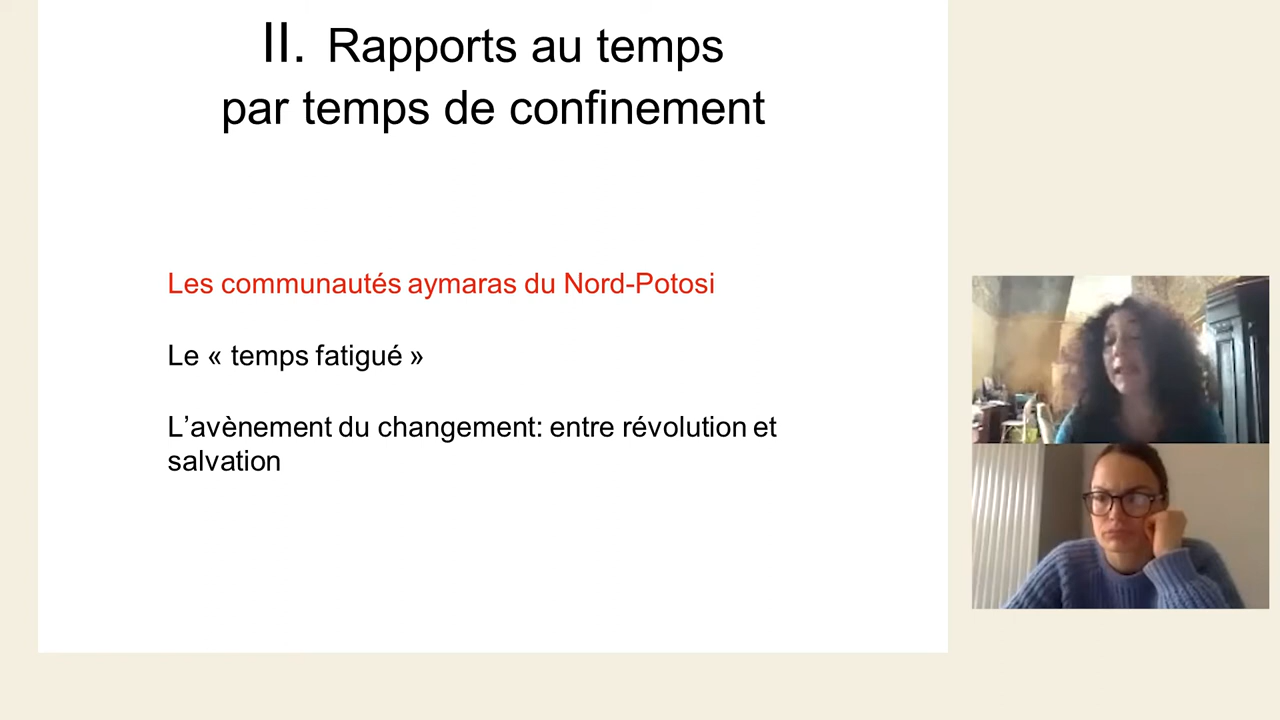 II. Rapports au temps
par temps de confinement
Les communautés aymaras du Nord-Potosi
Le « temps fatigué »
L’avènement du changement: entre révolution et
salvation